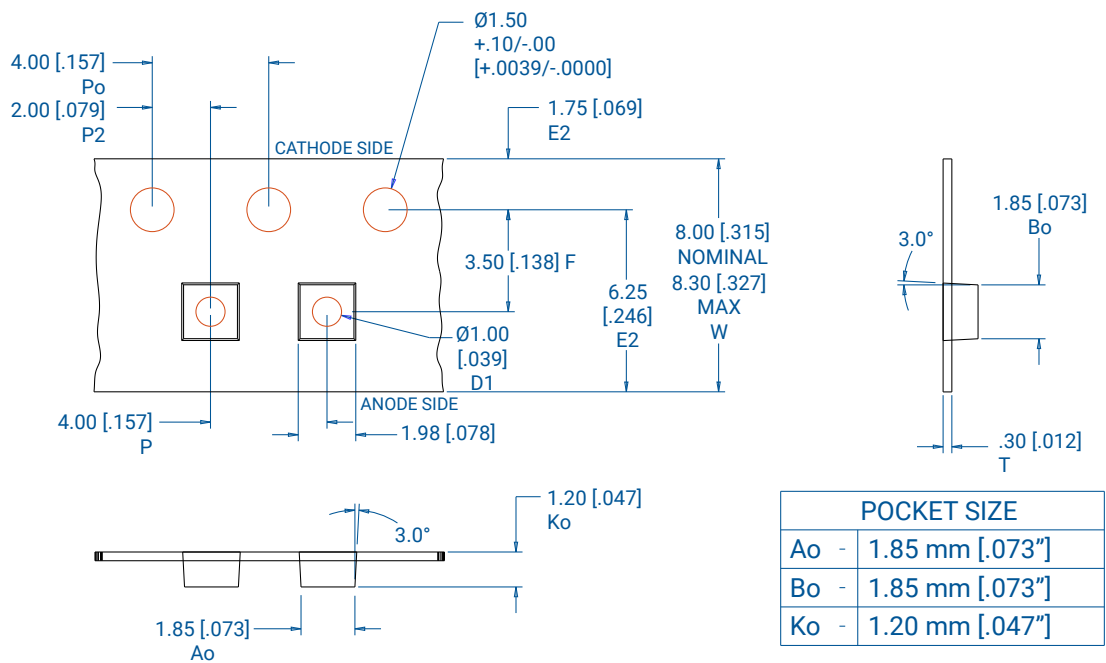 Ø1.50
+.10/-.00
[+.0039/-.0000]
4.00 [.157]
Po
2.00 [.079]
P2
1.75 [.069]
E2
CATHODE SIDE
3.50 [.138] F
8.00 [.315]
NOMINAL
8.30 [.327]
MAX
W
6.25
[.246]
E2
Ø1.00
[.039]
D1
ANODE SIDE
4.00 [.157]
P
1.98 [.078]
1.85 [.073]
Bo
3.0°
.30 [.012]
T
1.20 [.047]
Ko
3.0°
1.85 [.073]
Ao
POCKET SIZE
Ao - 1.85 mm [.073”]
Bo - 1.85 mm [.073”]
Ko - 1.20 mm [.047”]